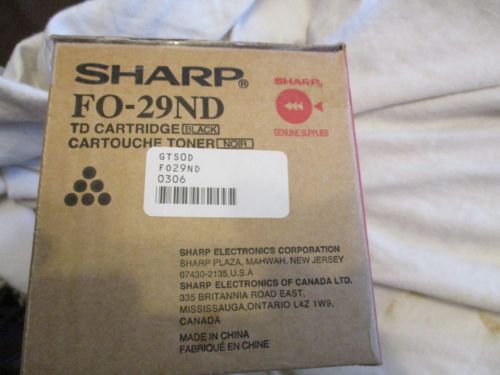 SHARP®
FO-29ND
TD CARTRIDGE BLACK
CARTOUCHE TONER NOIR
SHARP®
GENUINE SUPPLIES
GTSOD
FO29ND
0306
SHARP ELECTRONICS CORPORATION
SHARP PLAZA, MAHWAH, NEW JERSEY
07430-2135,U.S.A
SHARP ELECTRONICS OF CANADA LTD.
335 BRITANNIA ROAD EAST,
MISSISSAUGA,ONTARIO L4Z 1W9,
CANADA
MADE IN CHINA
FABRIQUÉ EN CHINE